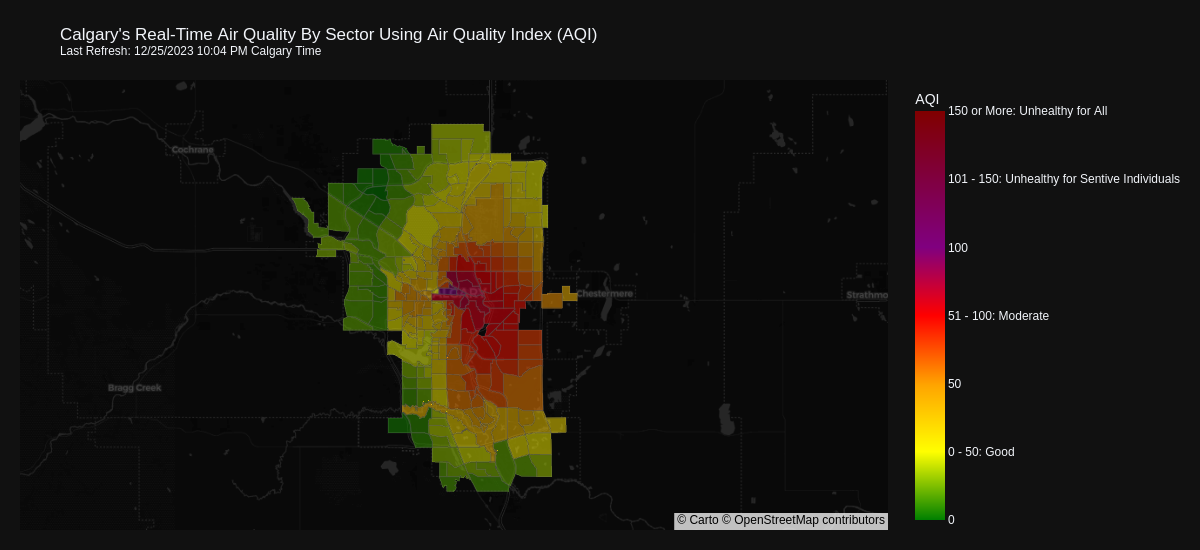 Calgary's Real-Time Air Quality By Sector Using Air Quality Index (AQI)
Last Refresh: 12/25/2023 10:04 PM Calgary Time
AQI
150 or More: Unhealthy for All
Cochrane
101 - 150: Unhealthy for Sentive Individuals
100
Chestermere
Strathmo
51 - 100: Moderate
50
Bragg Creek
0 - 50: Good
0
© Carto © OpenStreetMap contributors